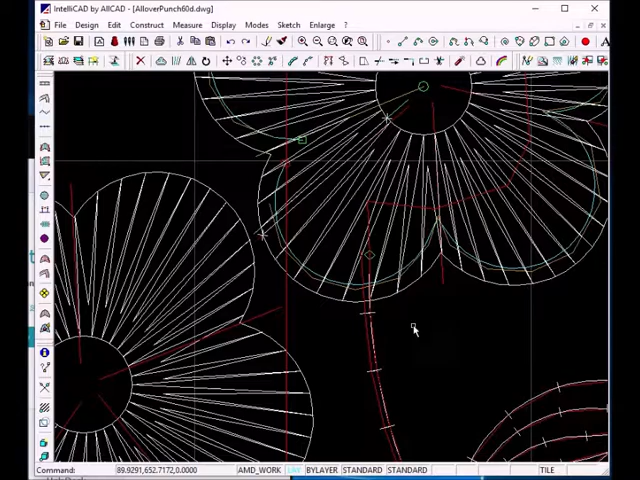 IntelliCAD by AllCAD - [AlloverPunch60d.dwg]
File Design Edit Construct Measure Display Modes Sketch Enlarge ?
Command: 89.9291,652.7172,0.0000 AMD_WORK LAY BYLAYER STANDARD STANDARD TILE